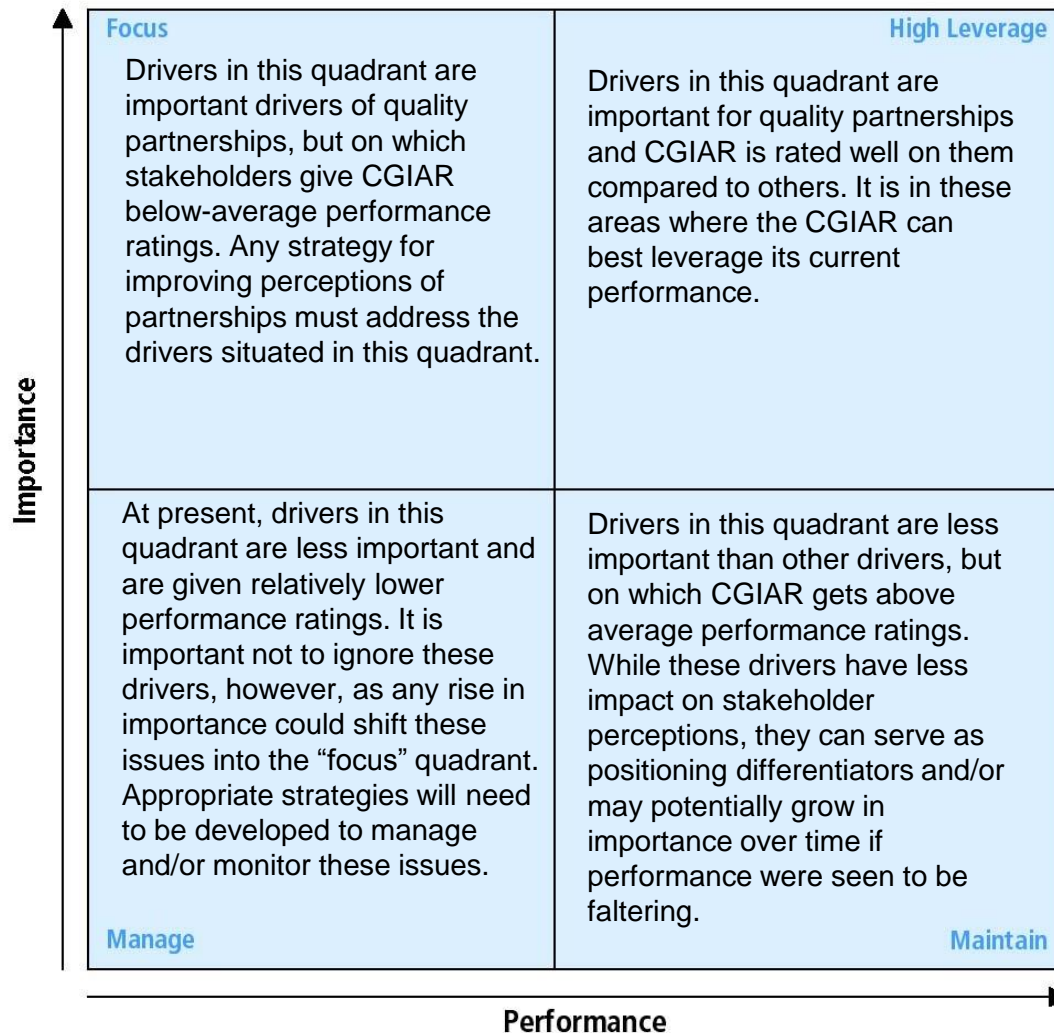 Focus
Drivers in this quadrant are
important drivers of quality
partnerships, but on which
stakeholders give CGIAR
below-average performance
ratings. Any strategy for
improving perceptions of
partnerships must address the
drivers situated in this quadrant.
High Leverage
Drivers in this quadrant are
important for quality partnerships
and CGIAR is rated well on them
compared to others. It is in these
areas where the CGIAR can
best leverage its current
performance.
Importance
At present, drivers in this
quadrant are less important and
are given relatively lower
performance ratings. It is
important not to ignore these
drivers, however, as any rise in
importance could shift these
issues into the “focus” quadrant.
Appropriate strategies will need
to be developed to manage
and/or monitor these issues.
Manage
Drivers in this quadrant are less
important than other drivers, but
on which CGIAR gets above
average performance ratings.
While these drivers have less
impact on stakeholder
perceptions, they can serve as
positioning differentiators and/or
may potentially grow in
importance over time if
performance were seen to be
faltering.
Maintain
Performance